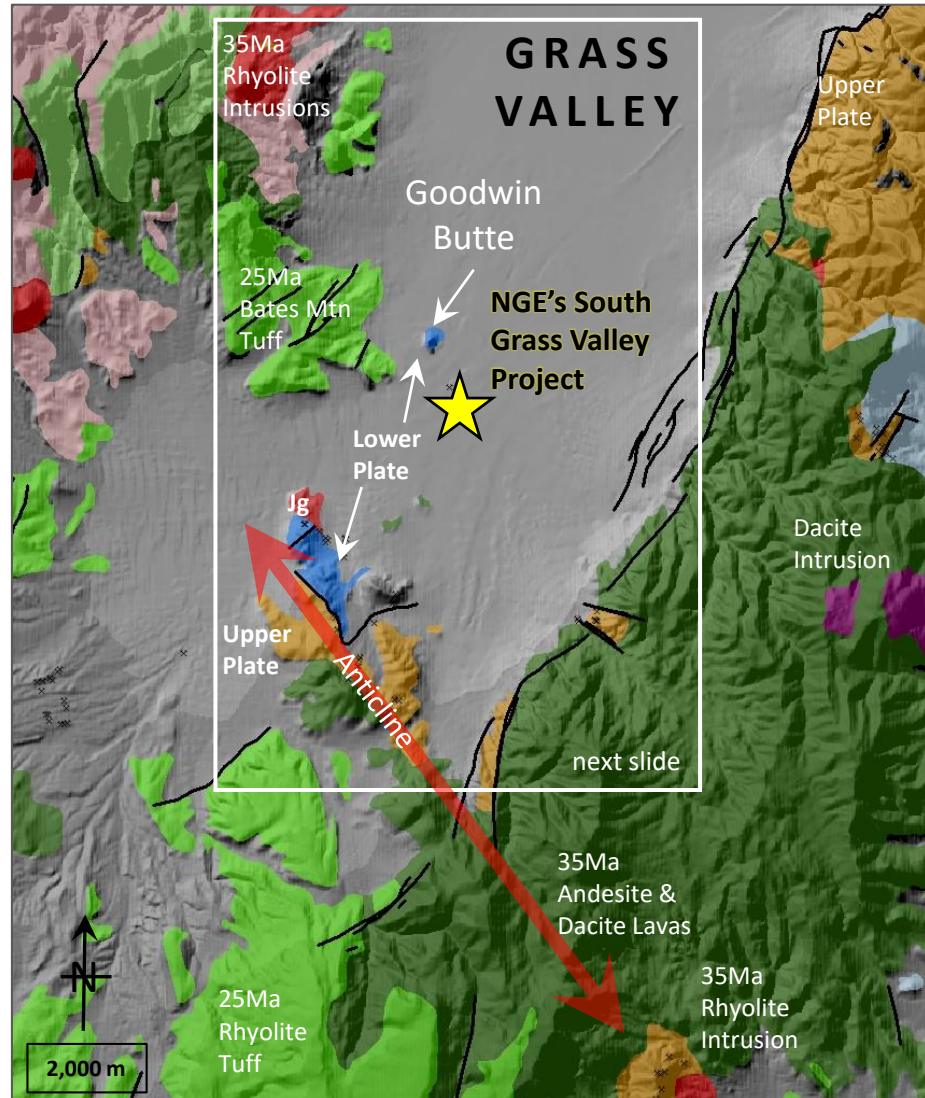 35Ma
Rhyolite
Intrusions
GRASS
VALLEY
Upper
Plate
Goodwin
Butte
25Ma
Bates Mtn
Tuff
NGE's South
Grass Valley
Project
Lower
Plate
Jg
Dacite
Intrusion
Upper
Plate
Anticline
next slide
35Ma
Andesite &
Dacite Lavas
N
25Ma
Rhyolite
Tuff
35Ma
Rhyolite
Intrusion
2,000 m